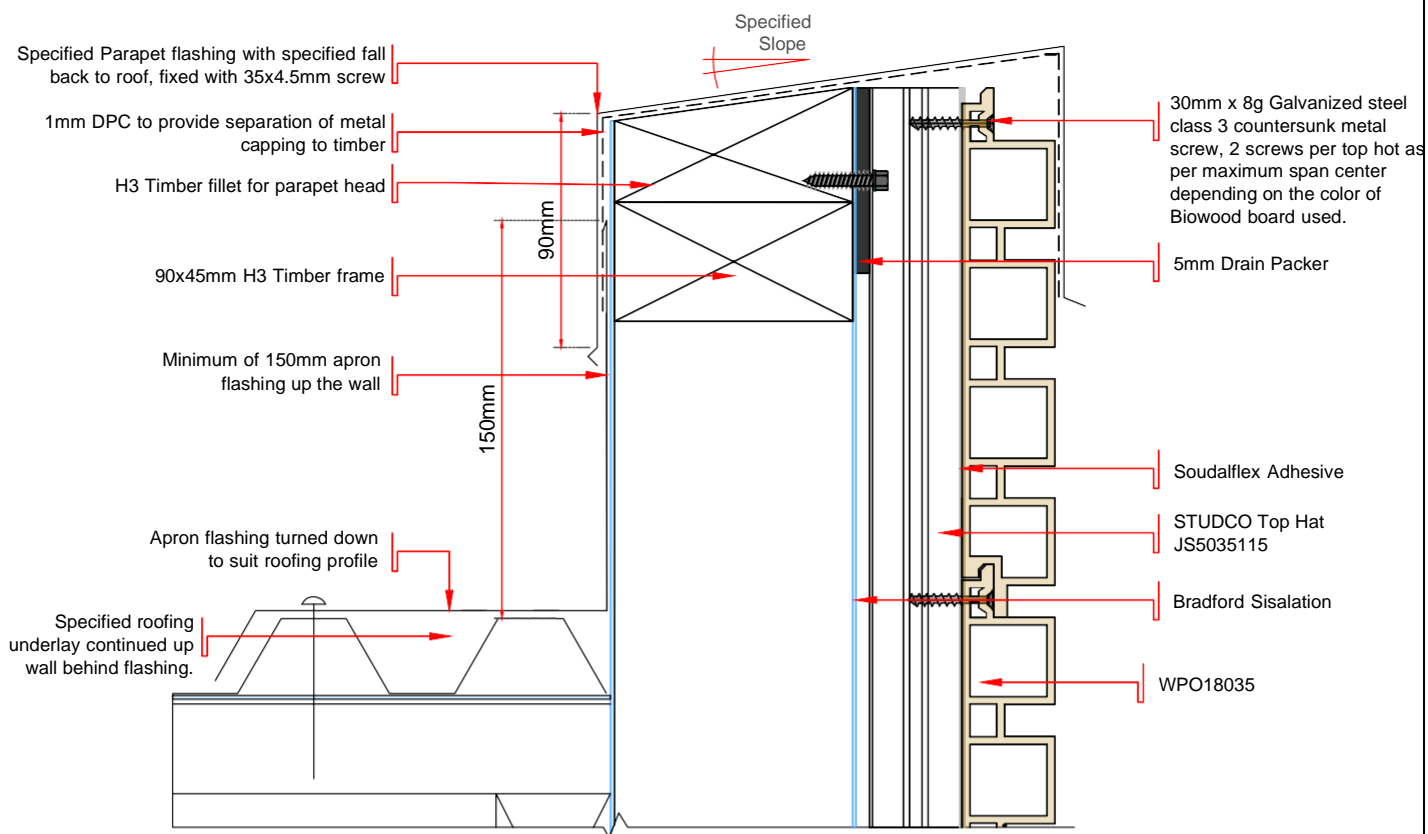 Specified
Slope
Specified Parapet flashing with specified fall
back to roof, fixed with 35x4.5mm screw
1mm DPC to provide separation of metal
capping to timber
H3 Timber fillet for parapet head
90mm
90x45mm H3 Timber frame
Minimum of 150mm apron
flashing up the wall
150mm
Apron flashing turned down
to suit roofing profile
Specified roofing
underlay continued up
wall behind flashing.
30mm x 8g Galvanized steel
class 3 countersunk metal
screw, 2 screws per top hot as
per maximum span center
depending on the color of
Biowood board used.
5mm Drain Packer
Soudalflex Adhesive
STUDCO Top Hat
JS5035115
Bradford Sisalation
WPO18035